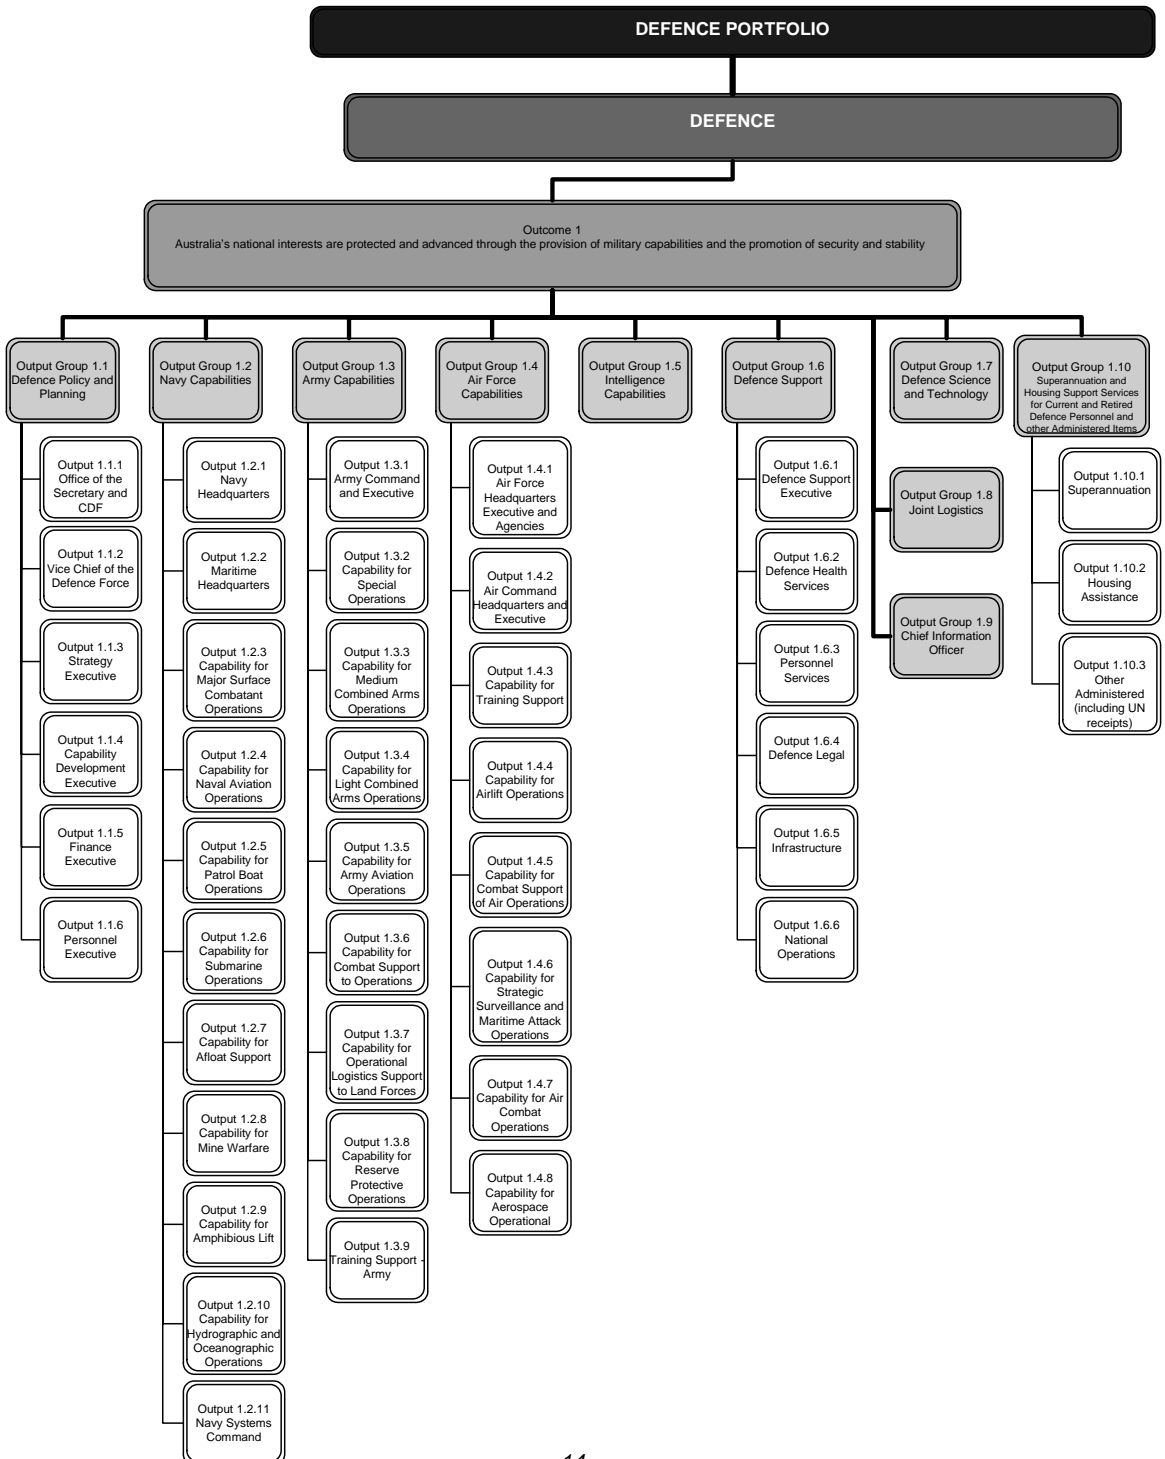 DEFENCE PORTFOLIO
DEFENCE
Outcome 1
Australia's national interests are protected and advanced through the provision of military capabilities and the promotion of security and stability
Output Group 1.1
Defence Policy and
Planning
Output 1.1.1
Office of the
Secretary and
CDF
Output 1.1.2
Vice Chief of the
Defence Force
Output 1.1.3
Strategy
Executive
Output 1.1.4
Capability
Development
Executive
Output 1.1.5
Finance
Executive
Output 1.1.6
Personnel
Executive
Output Group 1.2
Navy Capabilities
Output 1.2.1
Navy
Headquarters
Output 1.2.2
Maritime
Headquarters
Output 1.2.3
Capability for
Major Surface
Combatant
Operations
Output 1.2.4
Capability for
Naval Aviation
Operations
Output 1.2.5
Capability for
Patrol Boat
Operations
Output 1.2.6
Capability for
Submarine
Operations
Output 1.2.7
Capability for
Afloat Support
Output 1.2.8
Capability for
Mine Warfare
Output 1.2.9
Capability for
Amphibious Lift
Output 1.2.10
Capability for
Hydrographic and
Oceanographic
Operations
Output 1.2.11
Navy Systems
Command
Output Group 1.3
Army Capabilities
Output 1.3.1
Army Command
and Executive
Output 1.3.2
Capability for
Special
Operations
Output 1.3.3
Capability for
Medium
Combined Arms
Operations
Output 1.3.4
Capability for
Light Combined
Arms Operations
Output 1.3.5
Capability for
Army Aviation
Operations
Output 1.3.6
Capability for
Combat Support
to Operations
Output 1.3.7
Capability for
Operational
Logistics Support
to Land Forces
Output 1.3.8
Capability for
Reserve
Protective
Operations
Output 1.3.9
Training Support -
Army
Output Group 1.4
Air Force
Capabilities
Output 1.4.1
Air Force
Headquarters
Executive and
Agencies
Output 1.4.2
Air Command
Headquarters and
Executive
Output 1.4.3
Capability for
Training Support
Output 1.4.4
Capability for
Airlift Operations
Output 1.4.5
Capability for
Combat Support
of Air Operations
Output 1.4.6
Capability for
Strategic
Surveillance and
Maritime Attack
Operations
Output 1.4.7
Capability for Air
Combat
Operations
Output 1.4.8
Capability for
Aerospace
Operational
Output Group 1.5
Intelligence
Capabilities
Output Group 1.6
Defence Support
Output 1.6.1
Defence Support
Executive
Output 1.6.2
Defence Health
Services
Output 1.6.3
Personnel
Services
Output 1.6.4
Defence Legal
Output 1.6.5
Infrastructure
Output 1.6.6
National
Operations
Output Group 1.7
Defence Science
and Technology
Output Group 1.8
Joint Logistics
Output Group 1.9
Chief Information
Officer
Output Group 1.10
Superannuation and
Housing Support Services
for Current and Retired
Defence Personnel and
other Administered Items
Output 1.10.1
Superannuation
Output 1.10.2
Housing
Assistance
Output 1.10.3
Other
Administered
(including UN
receipts)